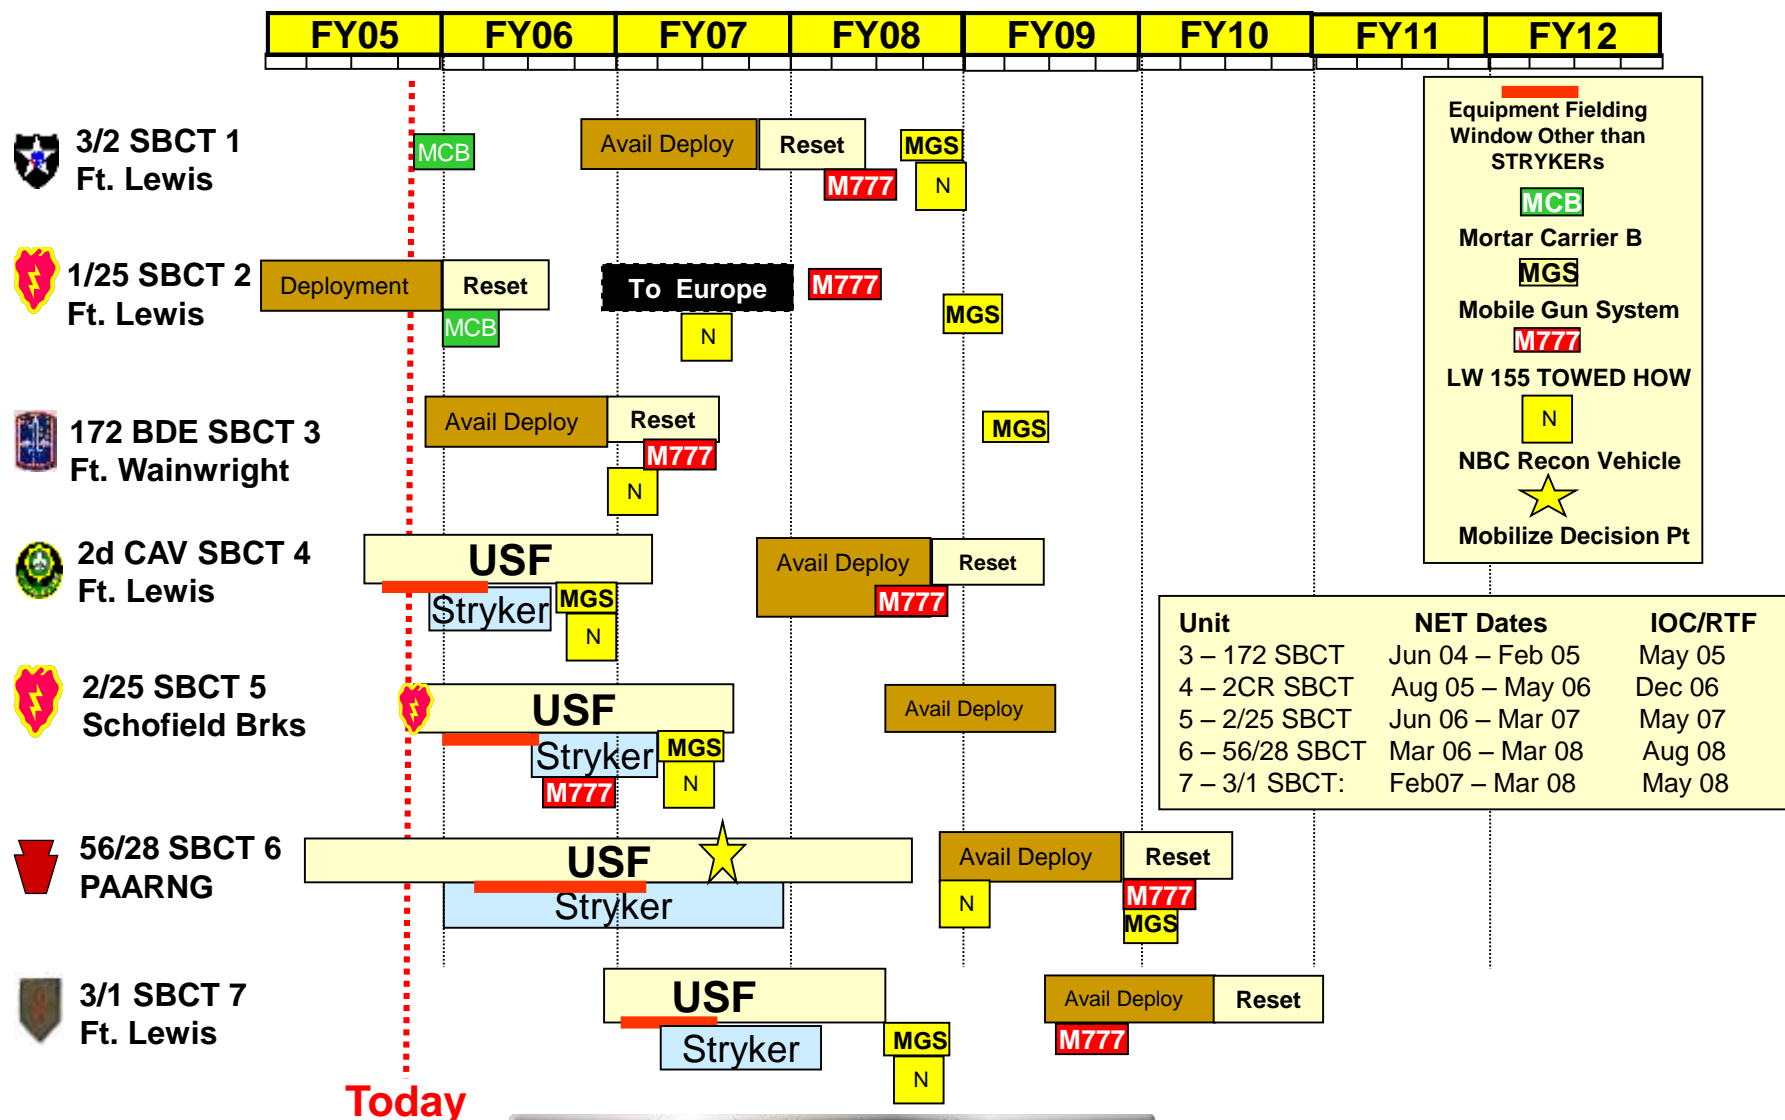 FY05 FY06 FY07 FY08 FY09 FY10 FY11 FY12
3/2 SBCT 1
Ft. Lewis
MCB
Avail Deploy
Reset
MGS
M777
N
1/25 SBCT 2
Ft. Lewis
Deployment
Reset
MCB
To Europe
N
M777
MGS
172 BDE SBCT 3
Ft. Wainwright
Avail Deploy
Reset
M777
N
MGS
2d CAV SBCT 4
Ft. Lewis
USF
Stryker
MGS
N
Avail Deploy
Reset
M777
2/25 SBCT 5
Schofield Brks
USF
Stryker
MGS
M777
N
Avail Deploy
56/28 SBCT 6
PAARNG
USF
Stryker
Avail Deploy
Reset
N
M777
MGS
3/1 SBCT 7
Ft. Lewis
USF
Stryker
MGS
N
Avail Deploy
Reset
M777
Today
Equipment Fielding
Window Other than
STRYKERs
MCB
Mortar Carrier B
MGS
Mobile Gun System
M777
LW 155 TOWED HOW
N
NBC Recon Vehicle
Mobilize Decision Pt
Unit NET Dates IOC/RTF
3 – 172 SBCT Jun 04 – Feb 05 May 05
4 – 2CR SBCT Aug 05 – May 06 Dec 06
5 – 2/25 SBCT Jun 06 – Mar 07 May 07
6 – 56/28 SBCT Mar 06 – Mar 08 Aug 08
7 – 3/1 SBCT: Feb07 – Mar 08 May 08